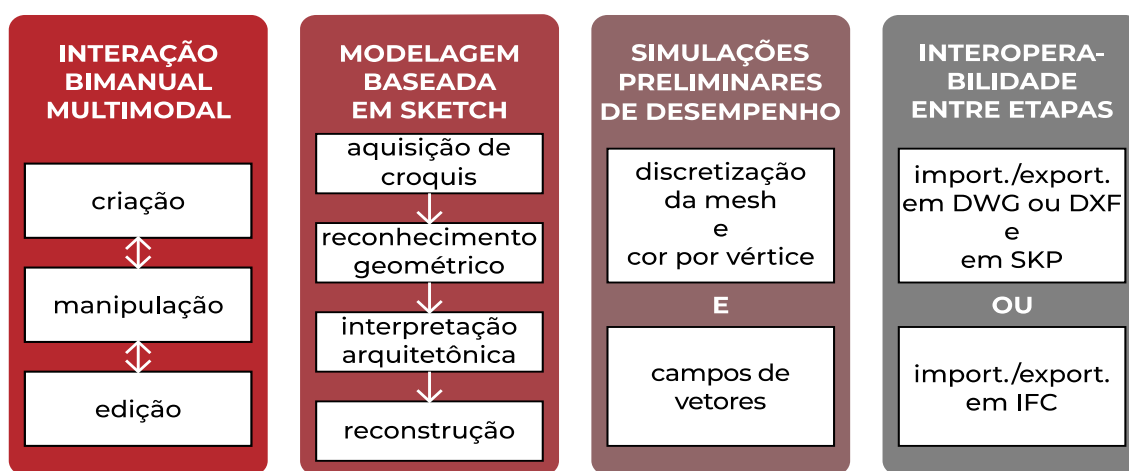 INTERAÇÃO
BIMANUAL
MULTIMODAL
criação
manipulação
edição
MODELAGEM
BASEADA
EM SKETCH
aquisição de
croquis
reconhecimento
geométrico
interpretação
arquitetônica
reconstrução
SIMULAÇÕES
PRELIMINARES
DE DESEMPENHO
discretização
da mesh
e
cor por vértice
E
campos de
vetores
INTEROPERA-
BILIDADE
ENTRE ETAPAS
import./export.
em DWG ou DXF
e
em SKP
OU
import./export.
em IFC